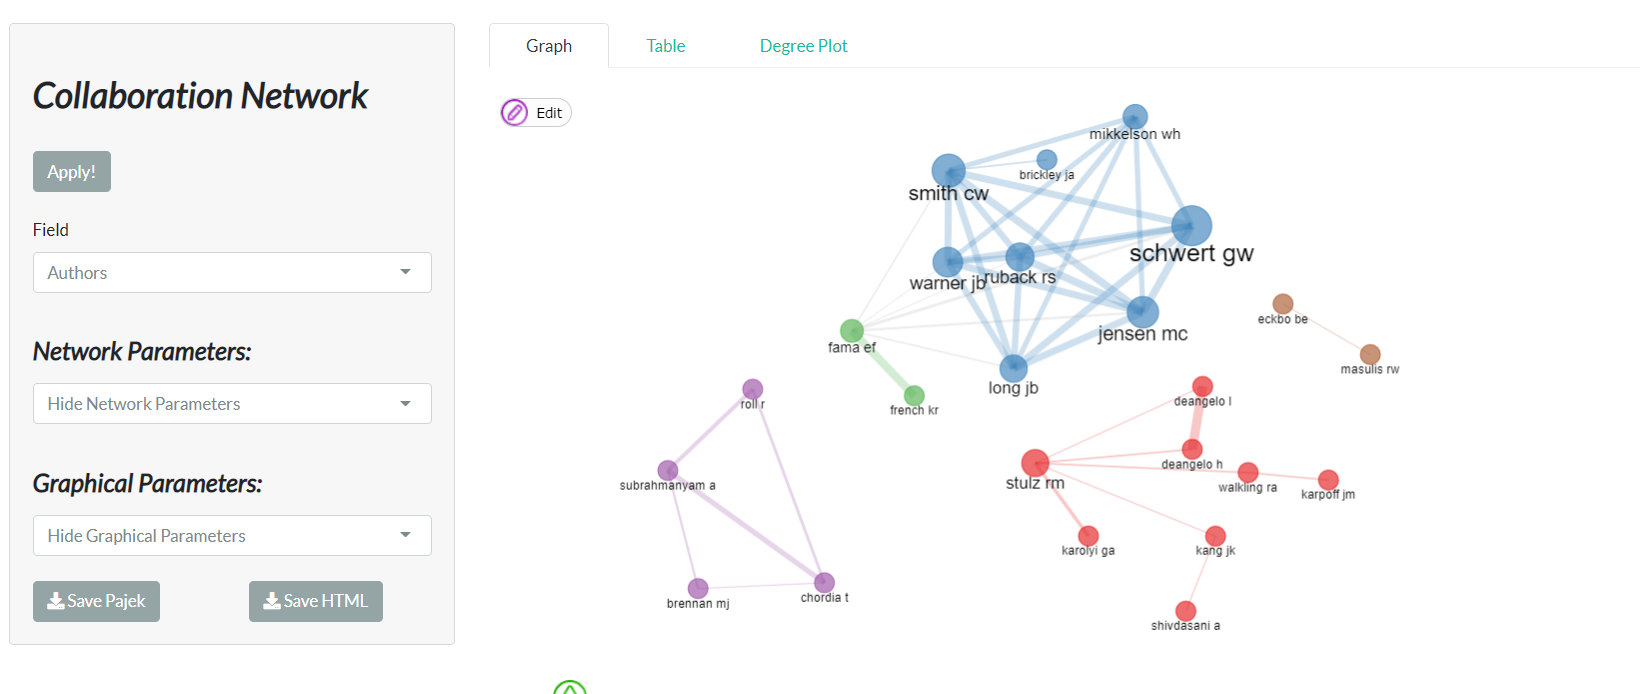 Collaboration Network
Apply!
Field
Authors
Network Parameters:
Hide Network Parameters
Graphical Parameters:
Hide Graphical Parameters
Save Pajek
Save HTML
Graph
Table
Degree Plot
Edit
mikkelson wh
brickley ja
smith cw
schwert gw
warner jb
ruback rs
eckbo be
jensen mc
fama ef
masulis rw
long jb
roll r
french kr
deangelo l
deangelo h
subrahmanyam a
stulz rm
walkling ra
karpoff jm
karolyi ga
kang jk
brennan mj
chordia t
shivdasani a